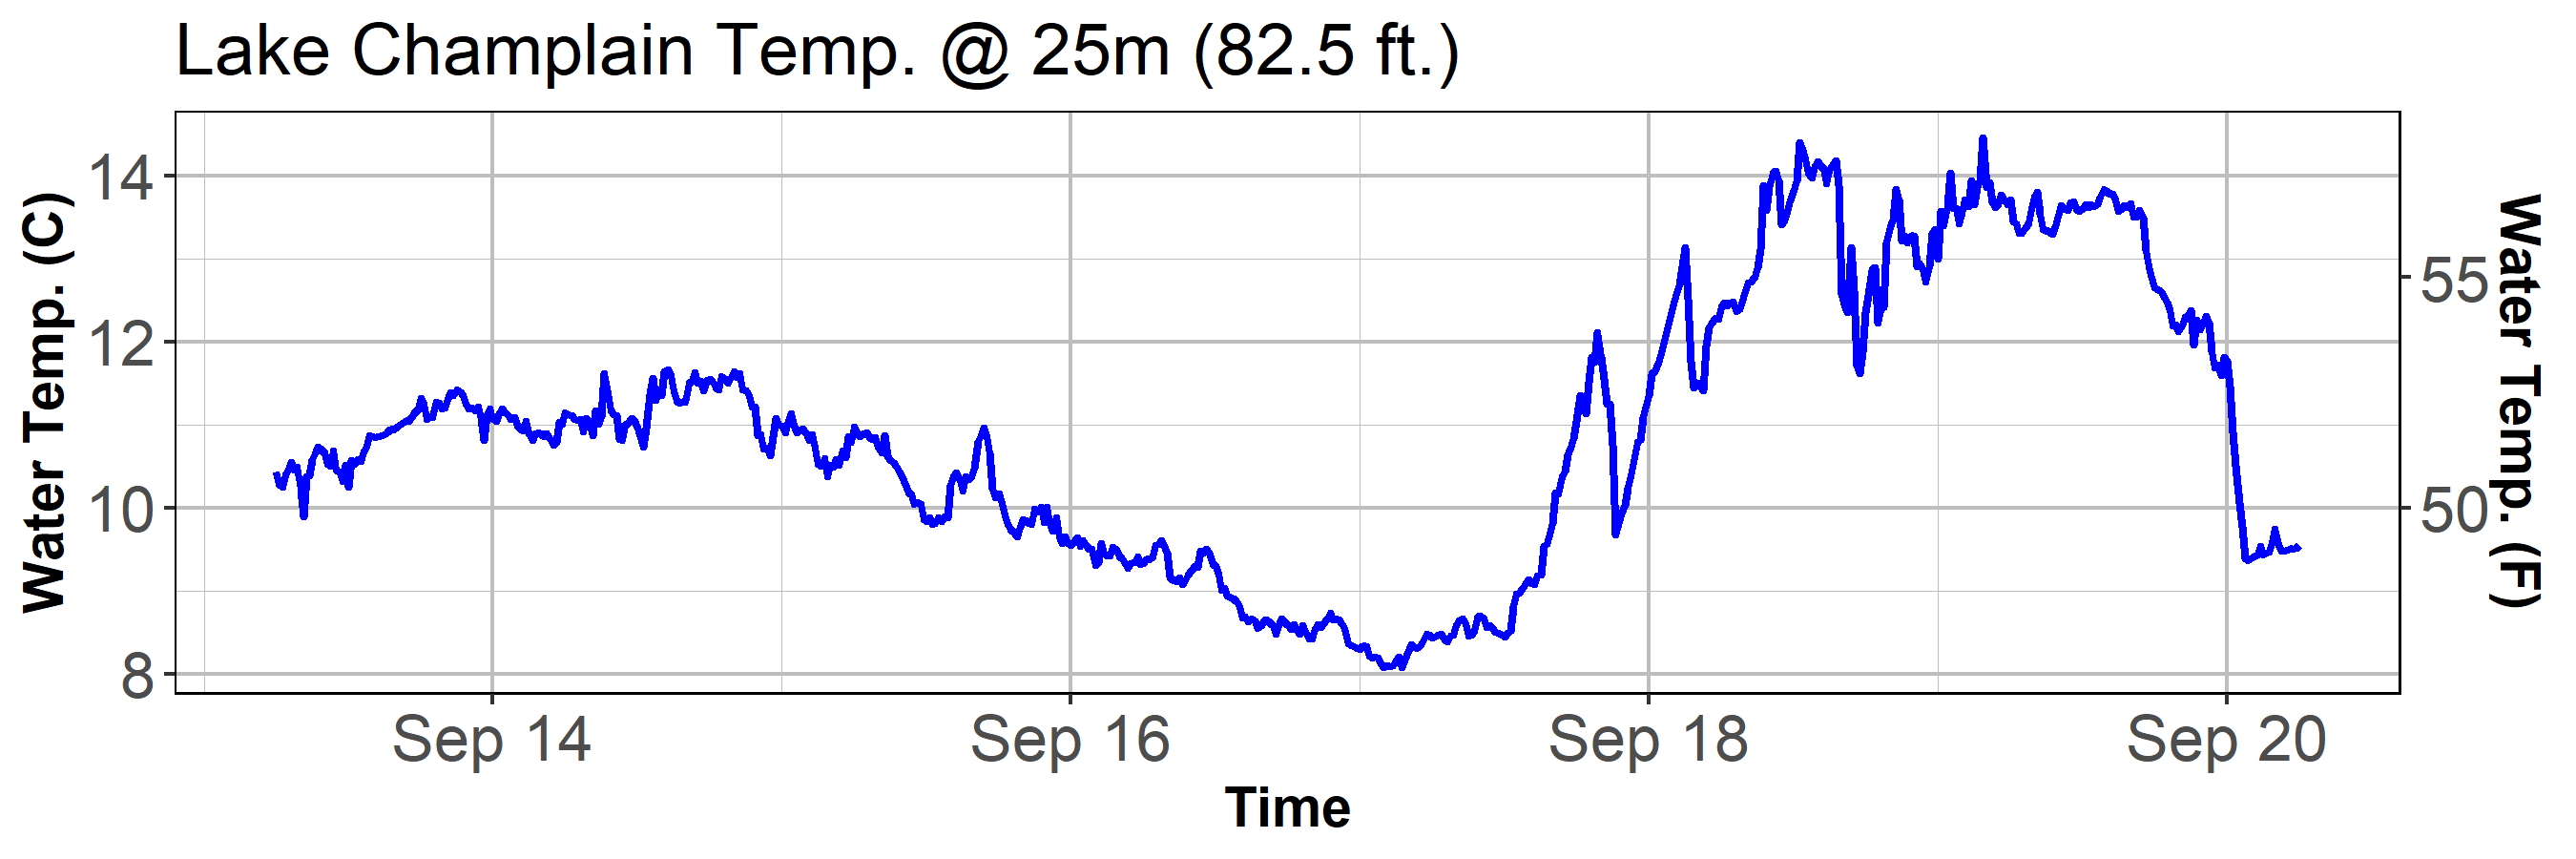 Lake Champlain Temp. @ 25m (82.5 ft.)
Water Temp. (C)
14
12
10
8
55
50
Water Temp. (F)
Sep 14
Sep 16
Sep 18
Sep 20
Time